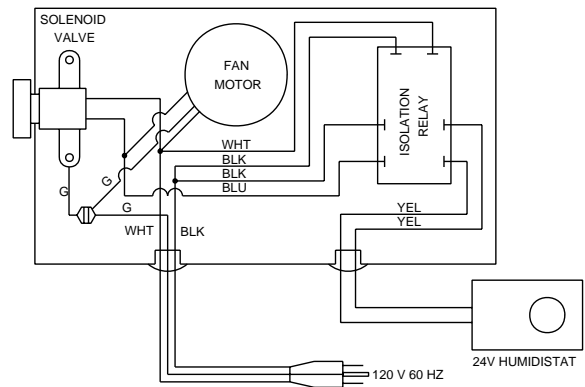 SOLENOID
VALVE
FAN
MOTOR
ISOLATION
RELAY
WHT
BLK
BLK
BLU
G
G
G
WHT
BLK
YEL
YEL
24V HUMIDISTAT
120 V 60 HZ